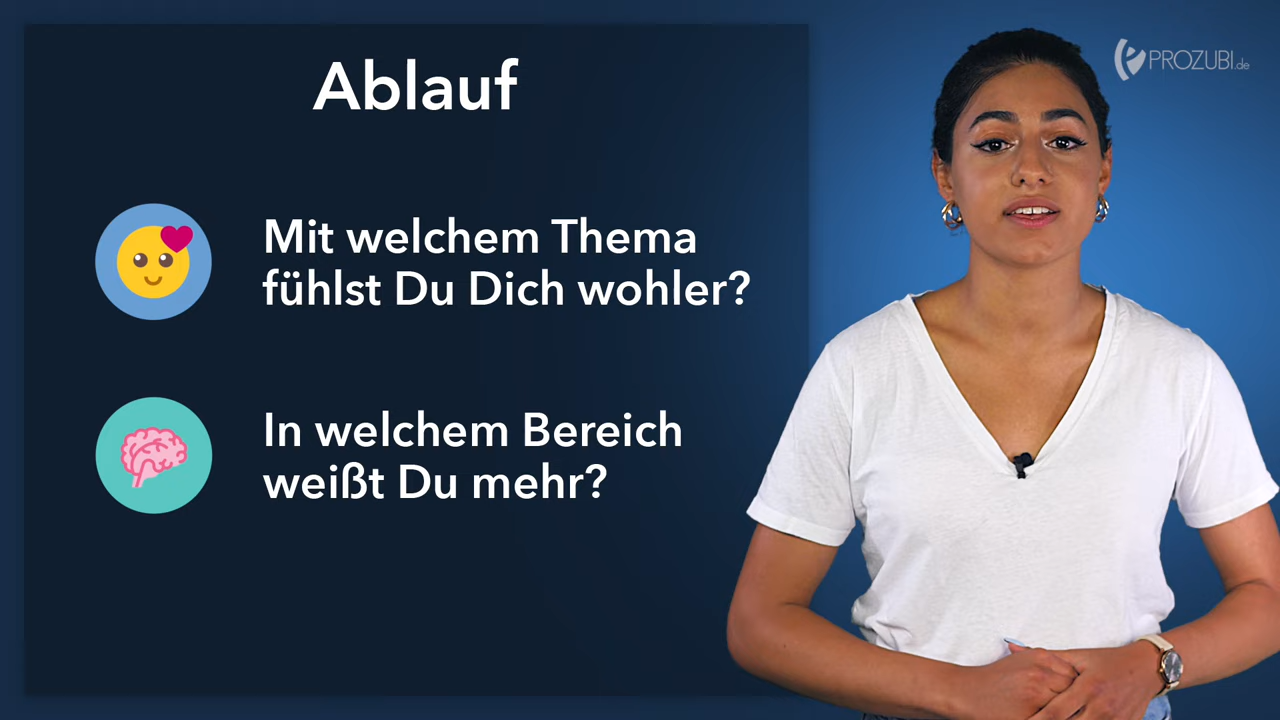 Ablauf
PROZUBI.de
Mit welchem Thema
fühlst Du Dich wohler?
In welchem Bereich
weißt Du mehr?